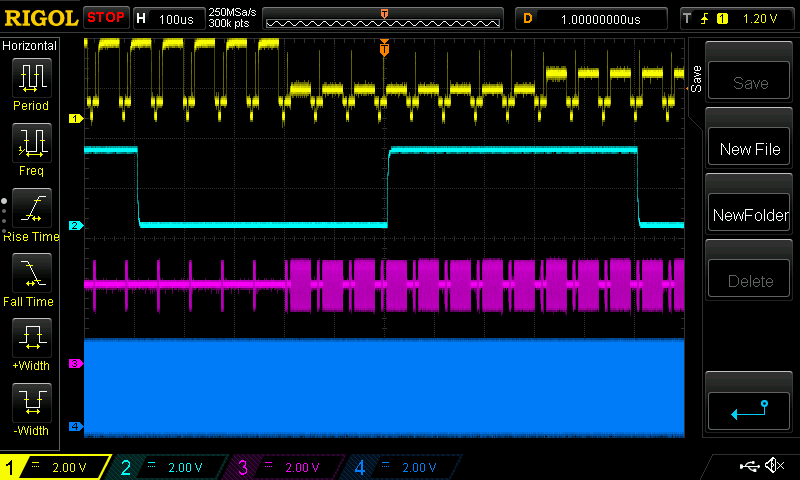 RIGOL STOP H 100us 250MSa/s 300k pts T D 1.00000000us T 1 1.20 V
Horizontal
Period
Freq
Rise Time
Fall Time
+Width
-Width
T
1
2
3
4
Save
Save
New File
NewFolder
Delete
1 2.00 V 2 2.00 V 3 2.00 V 4 2.00 V